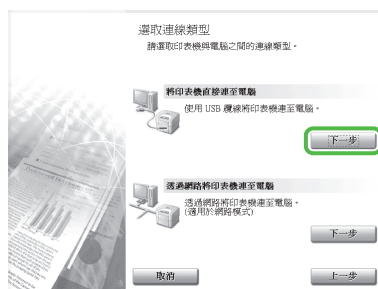 選取連線類型
請選取印表機與電腦之間的連線類型。
將印表機直接連至電腦
使用 USB 纜線將印表機連至電腦。
下一步
透過網路將印表機連至電腦
透過網路將印表機連至電腦。
(適用於網路模式)
下一步
取消
上一步